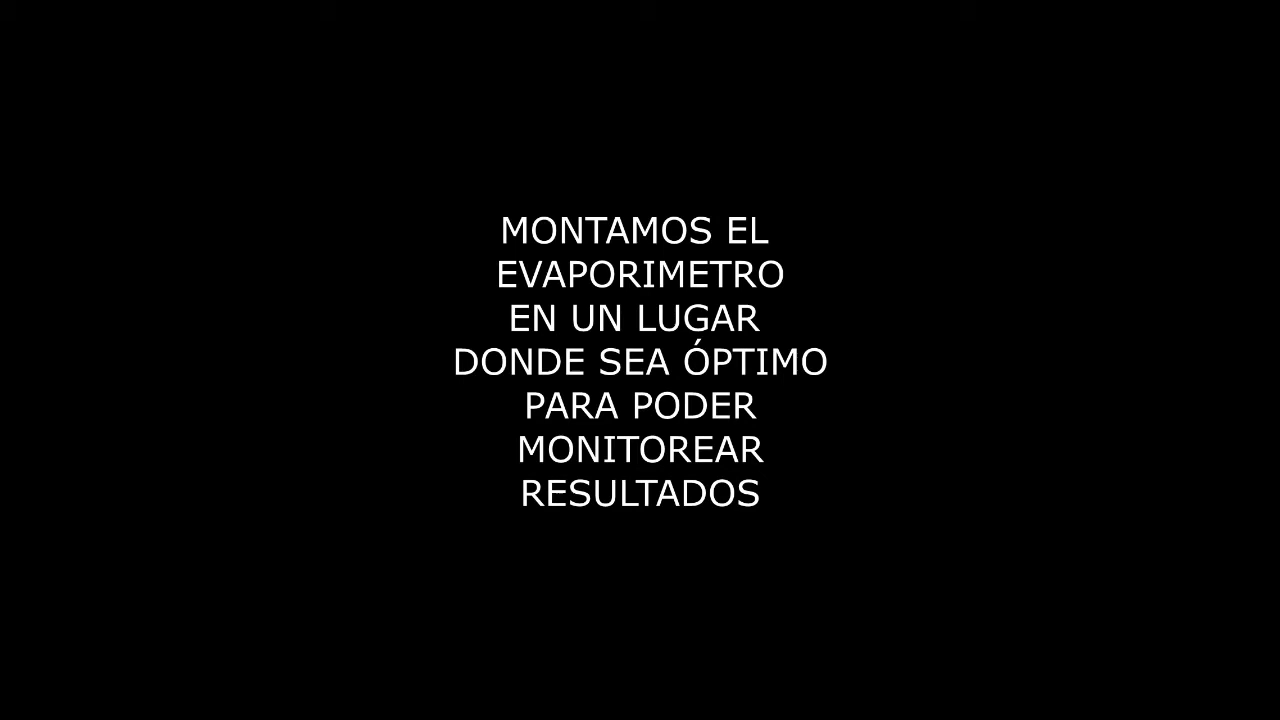 MONTAMOS EL
EVAPORIMETRO
EN UN LUGAR
DONDE SEA ÓPTIMO
PARA PODER
MONITOREAR
RESULTADOS